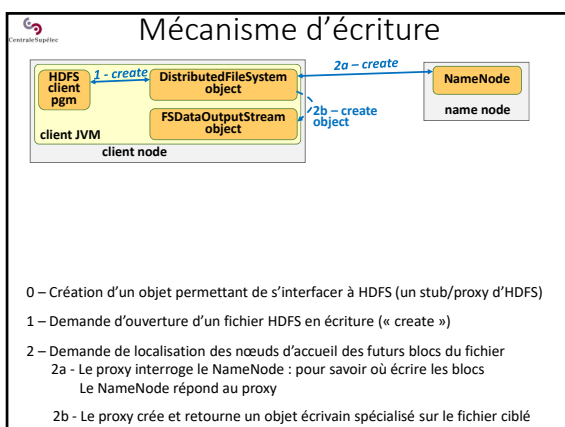 CentraleSupélec
Mécanisme d’écriture
HDFS
client
pgm
1 - create
DistributedFileSystem
object
2a – create
NameNode
name node
2b – create
object
FSDataOutputStream
object
client JVM
client node
0 – Création d’un objet permettant de s’interfacer à HDFS (un stub/proxy d’HDFS)
1 – Demande d’ouverture d’un fichier HDFS en écriture (« create »)
2 – Demande de localisation des nœuds d’accueil des futurs blocs du fichier
2a - Le proxy interroge le NameNode : pour savoir où écrire les blocs
Le NameNode répond au proxy
2b - Le proxy crée et retourne un objet écrivain spécialisé sur le fichier ciblé